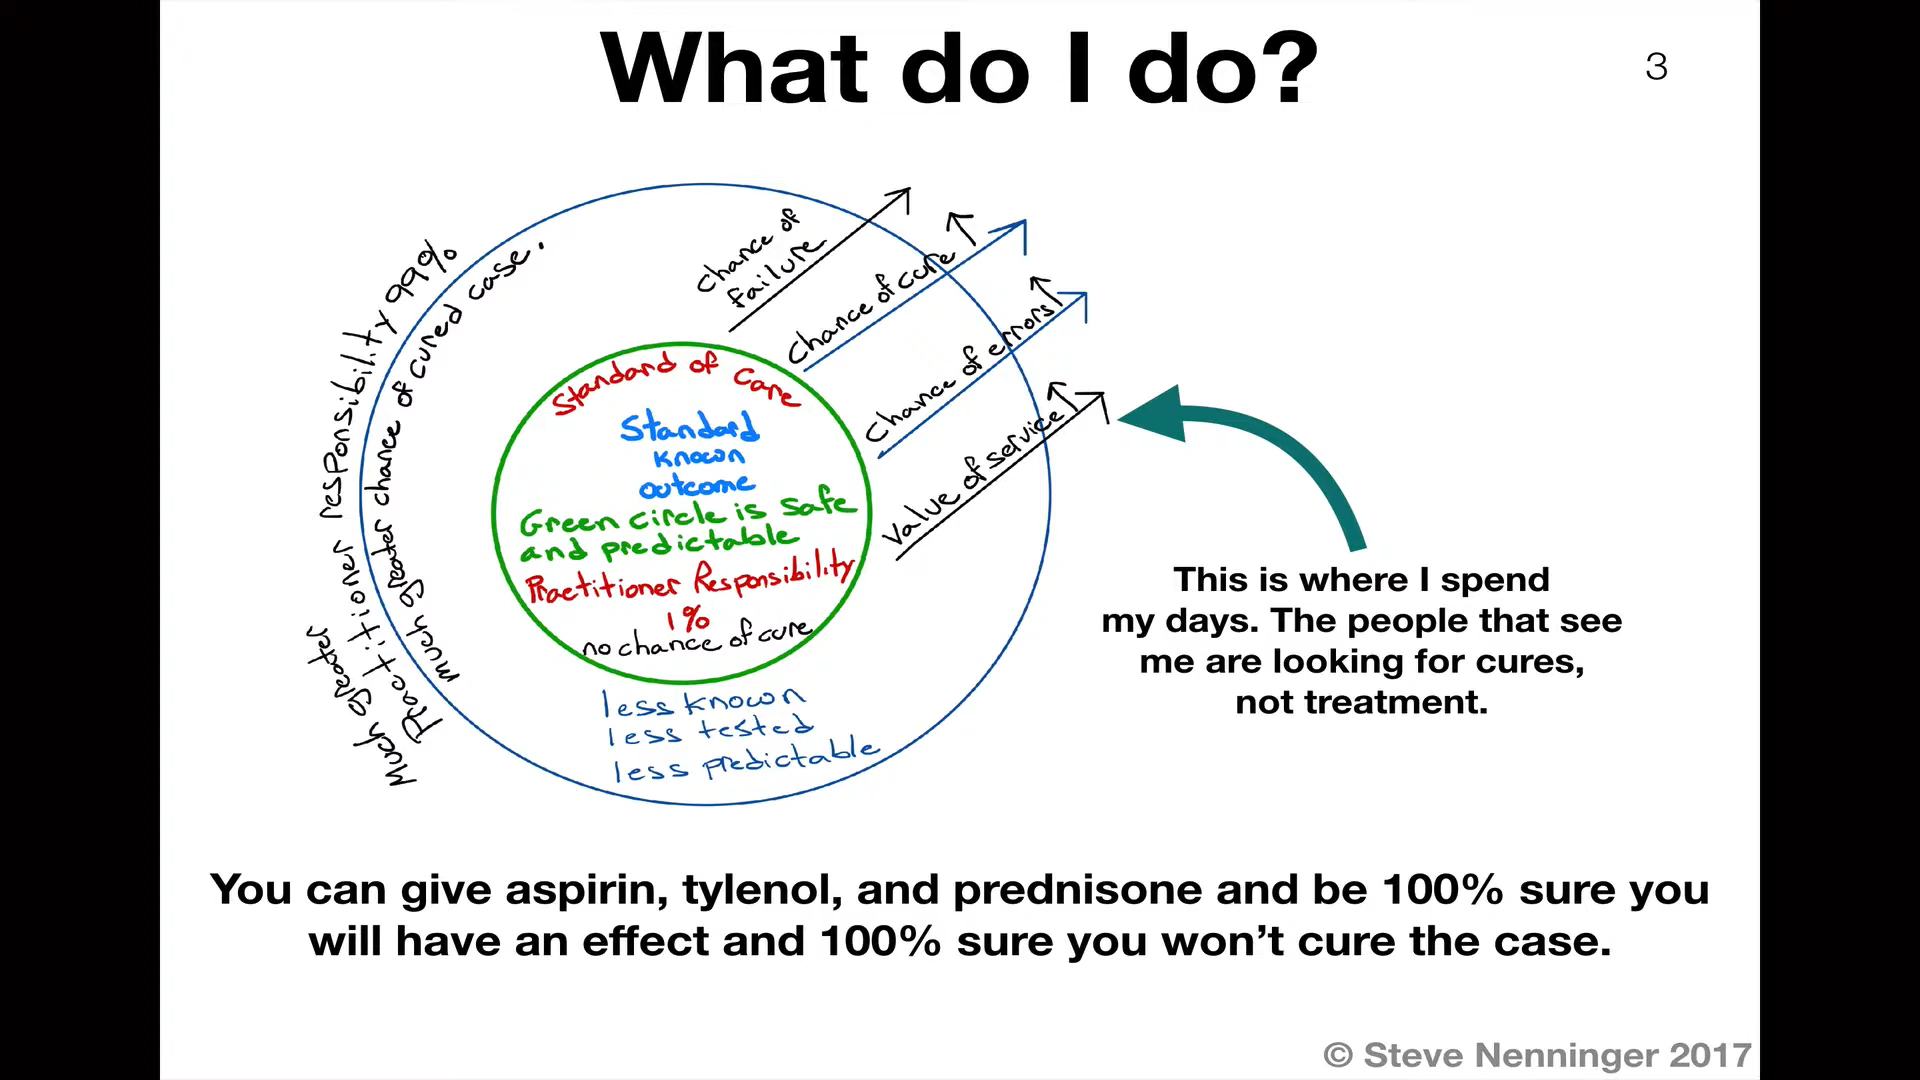 What do I do?
3
Chance of
failure
Chance of cure
Chance of errors
Value of service
Much greater
Practitioner responsibility 99%
much greater chance of cured case.
Standard of Care
Standard
known
outcome
Green circle is safe
and predictable
Practitioner Responsibility
1%
no chance of cure
less known
less tested
less predictable
This is where I spend
my days. The people that see
me are looking for cures,
not treatment.
You can give aspirin, tylenol, and prednisone and be 100% sure you
will have an effect and 100% sure you won’t cure the case.
© Steve Nenninger 2017